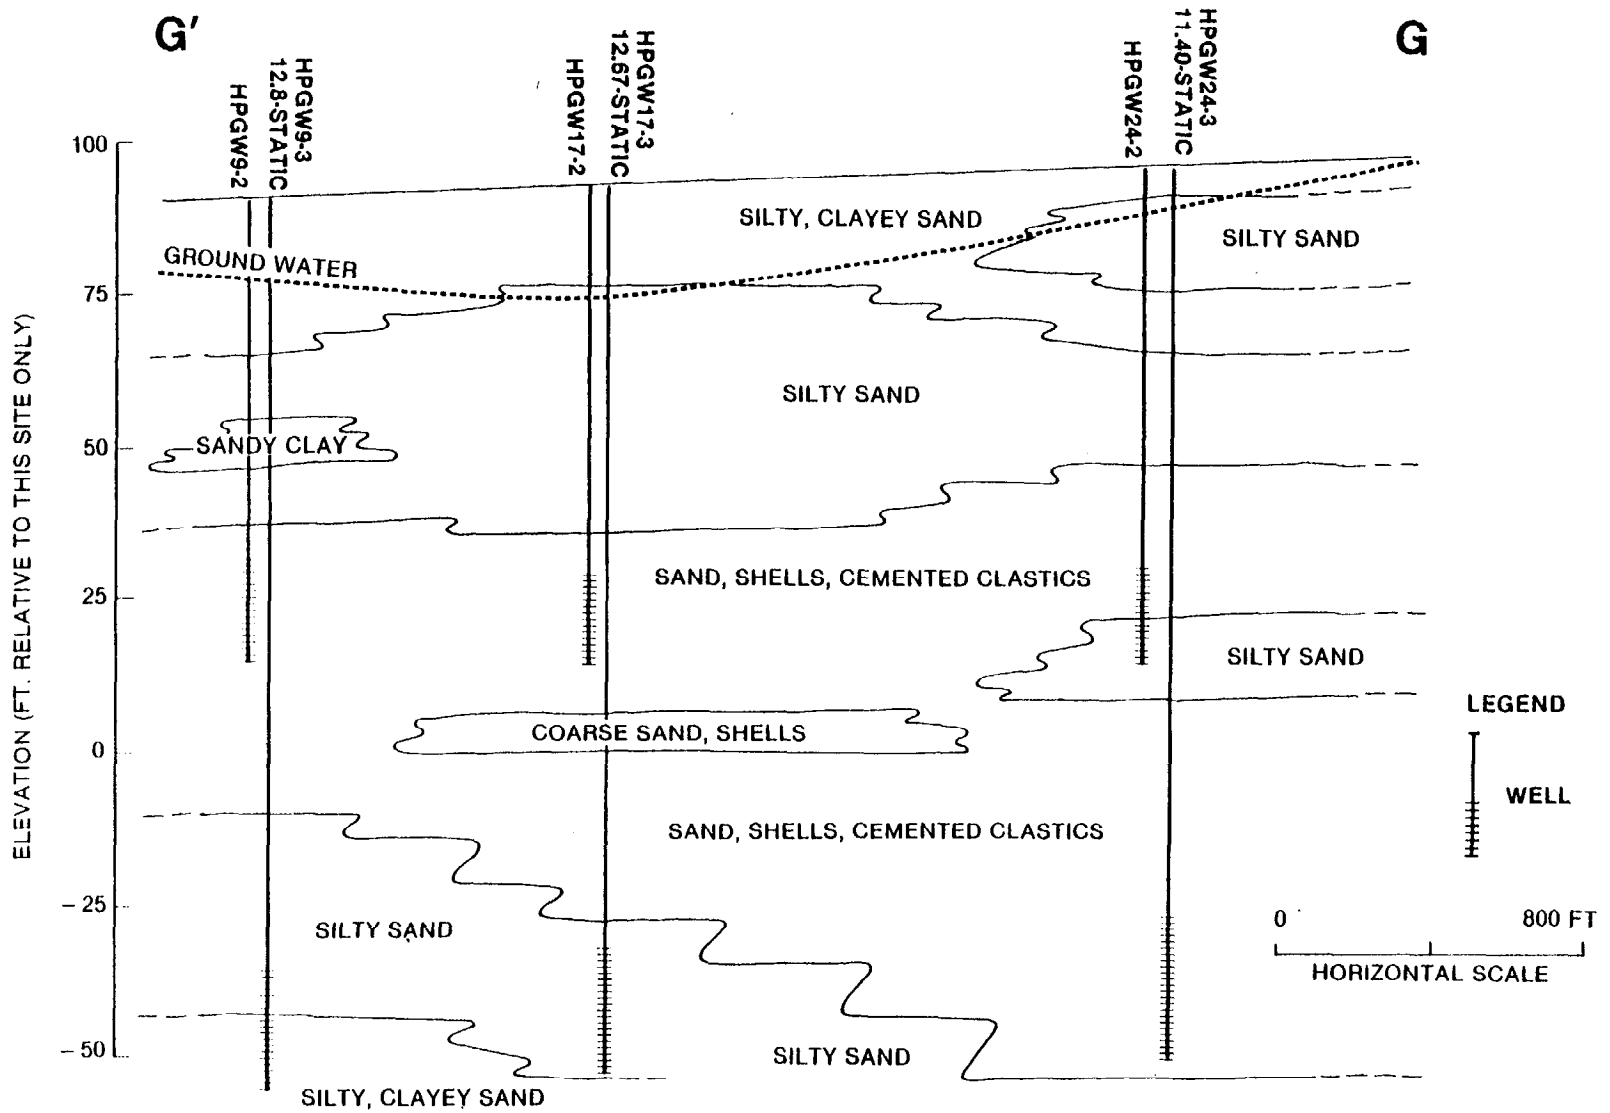 G'
G
HPGW9-2
HPGW9-3
12.8-STATIC
HPGW17-2
HPGW17-3
12.67-STATIC
HPGW24-2
HPGW24-3
11.40-STATIC
ELEVATION (FT. RELATIVE TO THIS SITE ONLY)
100
75
50
25
0
-25
-50
SILTY, CLAYEY SAND
SILTY SAND
GROUND WATER
SILTY SAND
SANDY CLAY
SAND, SHELLS, CEMENTED CLASTICS
SILTY SAND
COARSE SAND, SHELLS
SAND, SHELLS, CEMENTED CLASTICS
SILTY SAND
SILTY SAND
SILTY, CLAYEY SAND
LEGEND
WELL
0 800 FT
HORIZONTAL SCALE